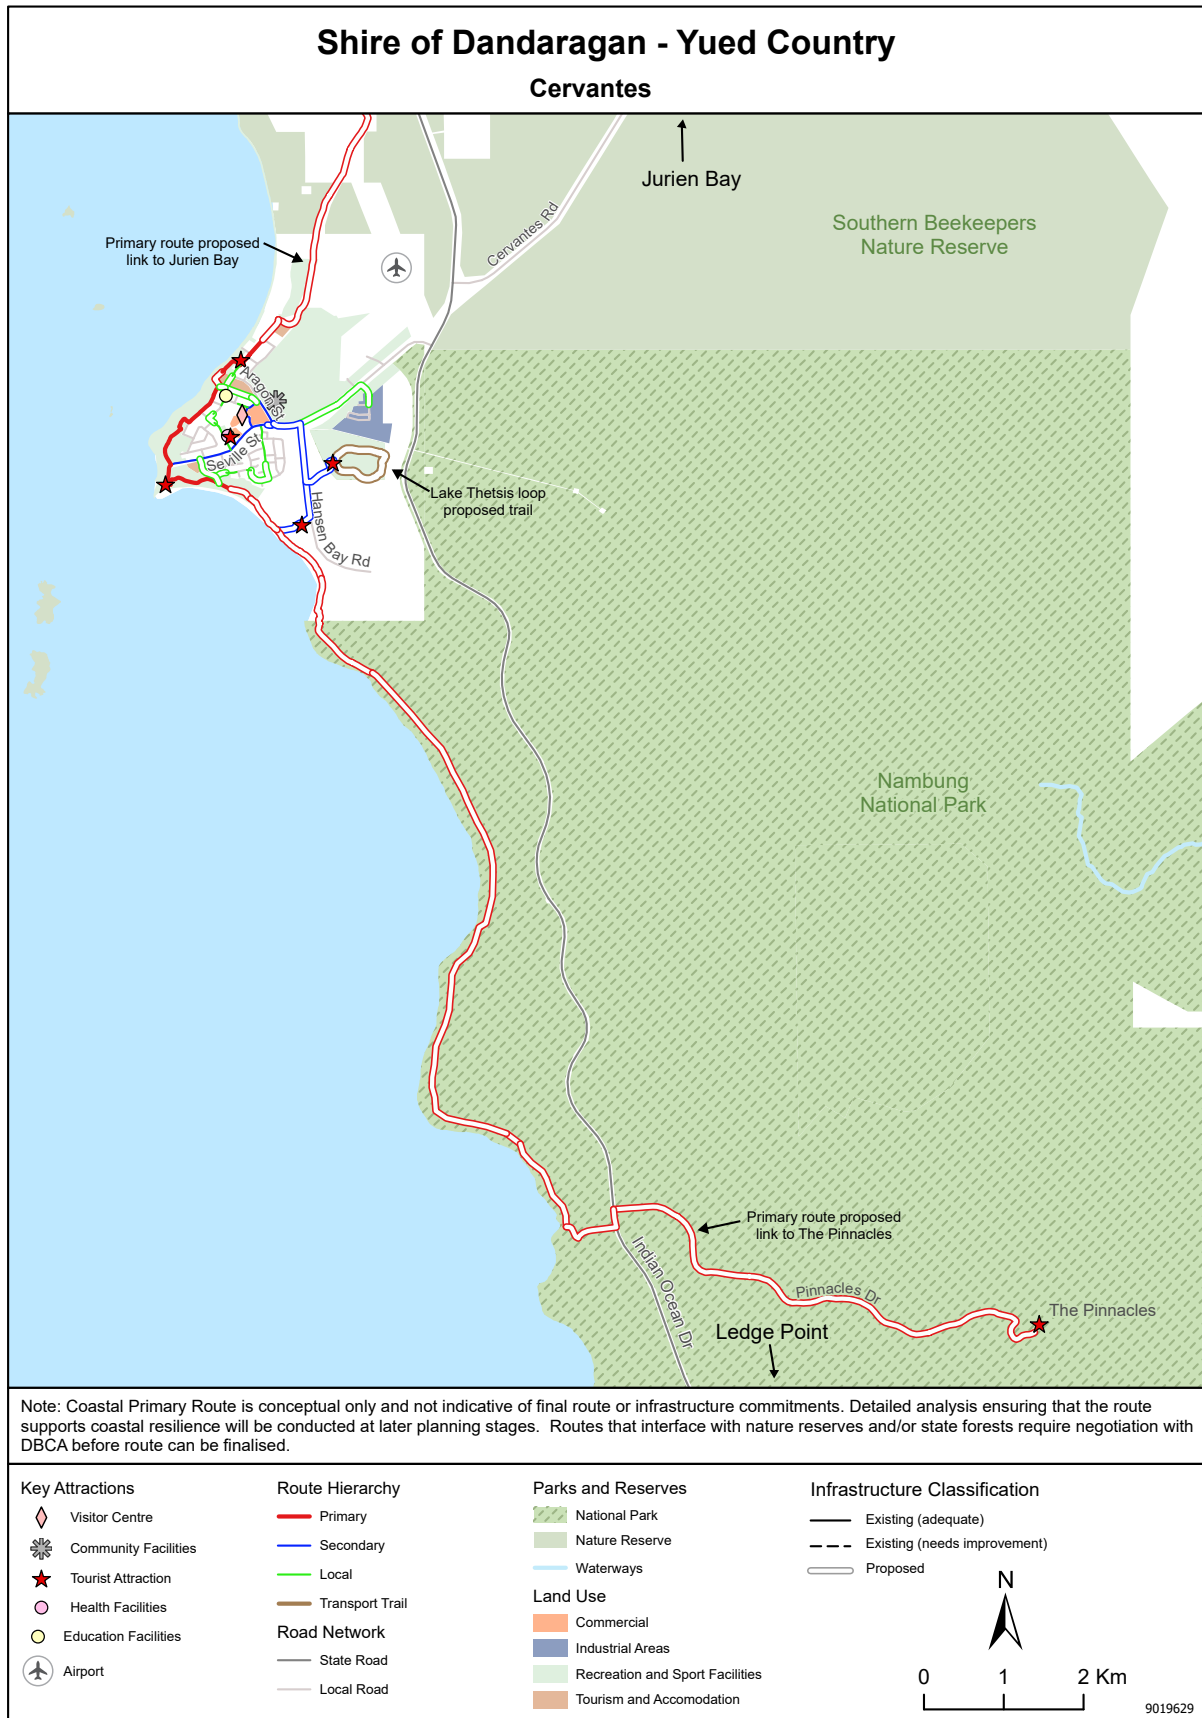 Shire of Dandaragan - Yued Country
Cervantes
Jurien Bay
Southern Beekeepers
Nature Reserve
Cervantes Rd
Primary route proposed
link to Jurien Bay
Aragon St
Seville St
Lake Thetsis loop
proposed trail
Hansen Bay Rd
Nambung
National Park
Primary route proposed
link to The Pinnacles
Indian Ocean Dr
Pinnacles Dr
The Pinnacles
Ledge Point
Note: Coastal Primary Route is conceptual only and not indicative of final route or infrastructure commitments. Detailed analysis ensuring that the route
supports coastal resilience will be conducted at later planning stages. Routes that interface with nature reserves and/or state forests require negotiation with
DBCA before route can be finalised.
Key Attractions
Visitor Centre
Community Facilities
Tourist Attraction
Health Facilities
Education Facilities
Airport
Route Hierarchy
Primary
Secondary
Local
Transport Trail
Road Network
State Road
Local Road
Parks and Reserves
National Park
Nature Reserve
Waterways
Land Use
Commercial
Industrial Areas
Recreation and Sport Facilities
Tourism and Accomodation
Infrastructure Classification
Existing (adequate)
Existing (needs improvement)
Proposed
N
0 1 2 Km
9019629